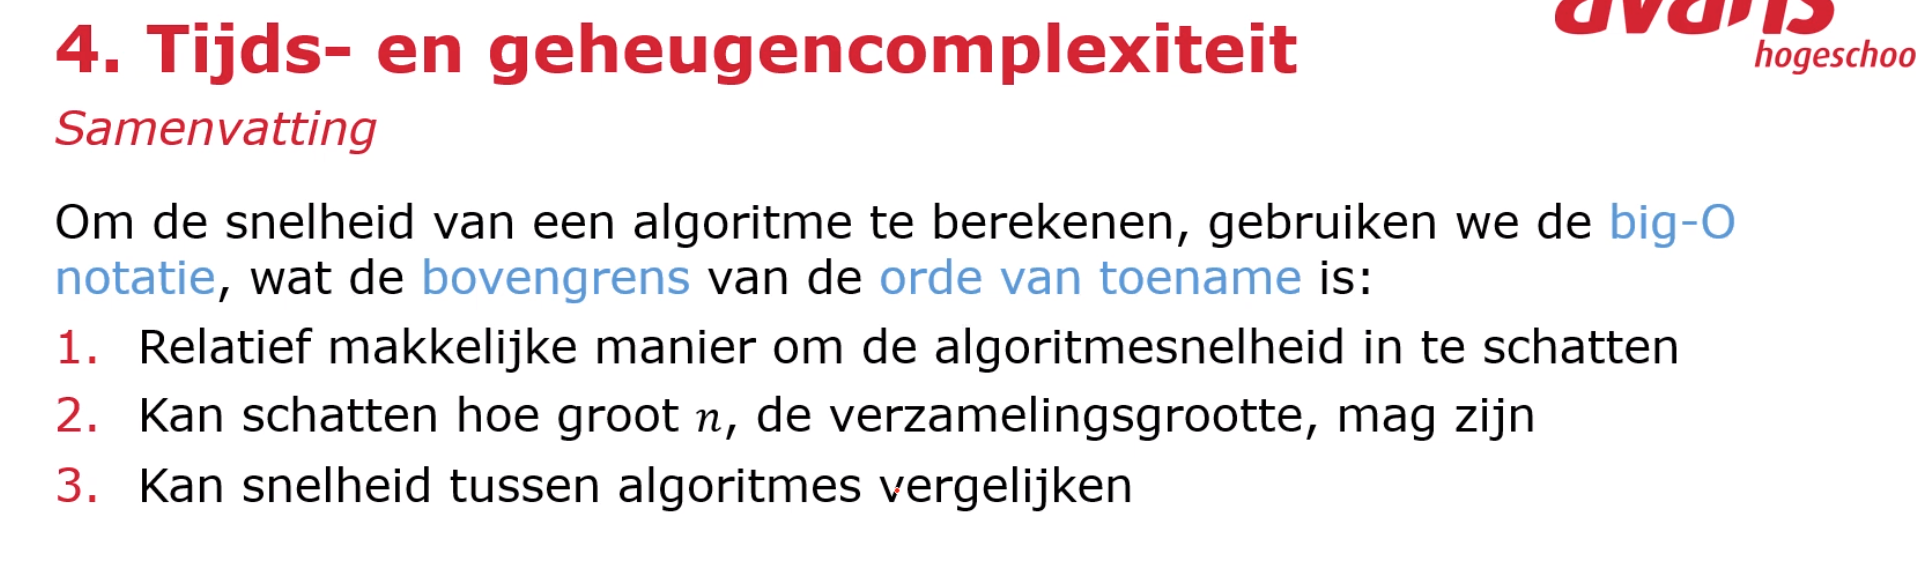 4. Tijds- en geheugencomplexiteit
avans
hogeschoo
Samenvatting
Om de snelheid van een algoritme te berekenen, gebruiken we de big-O
notatie, wat de bovengrens van de orde van toename is:
1. Relatief makkelijke manier om de algoritmesnelheid in te schatten
2. Kan schatten hoe groot n, de verzamelingsgrootte, mag zijn
3. Kan snelheid tussen algoritmes vergelijken